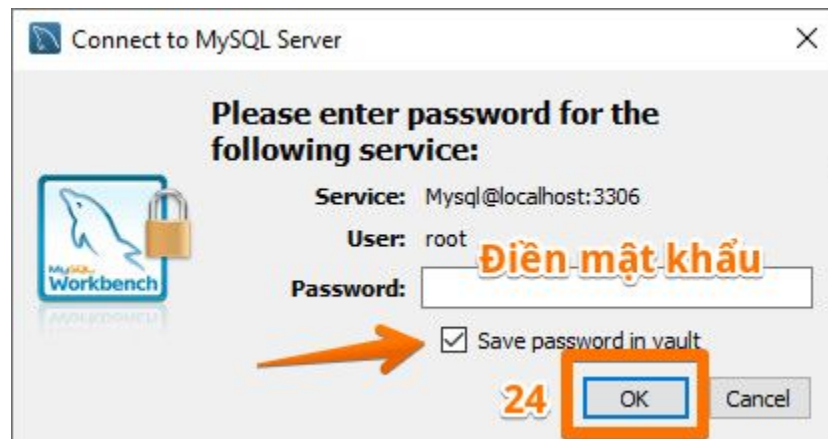 Connect to MySQL Server
Please enter password for the
following service:
Service: Mysql@localhost:3306
User: root
Điền mật khẩu
Password:
MySQL
Workbench
Save password in vault
24
OK
Cancel